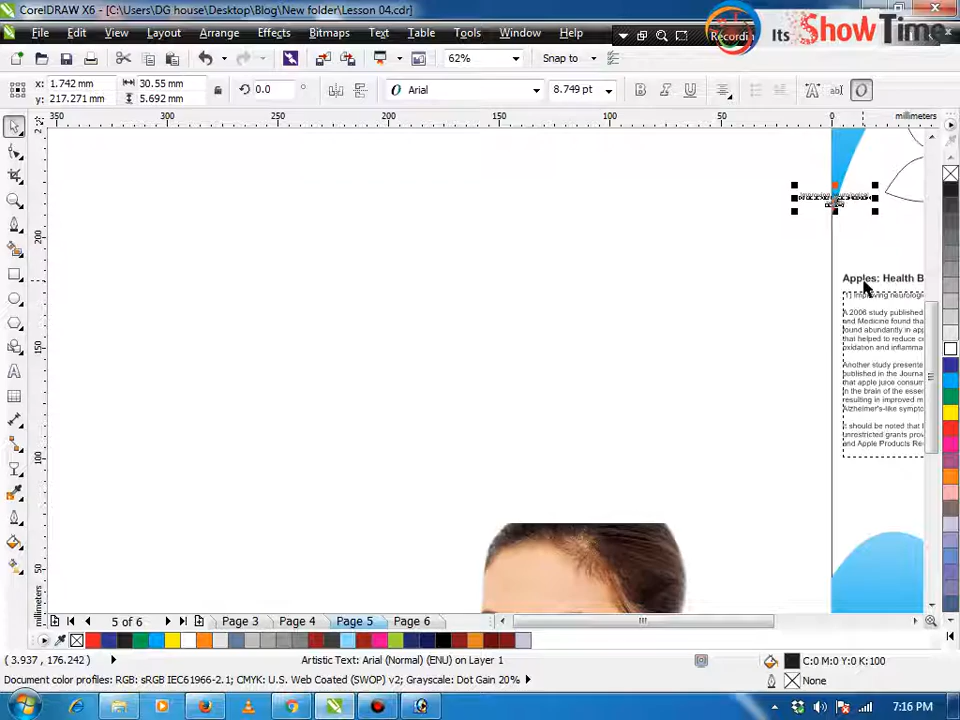 CorelDRAW X6 - [C:\Users\DG house\Desktop\Blog\New folder\Lesson 04.cdr]
Recordin
Its ShowTime
File Edit View Layout Arrange Effects Bitmaps Text Table Tools Window Help
62% Snap to
x: 1.742 mm 30.55 mm 0.0 ° Arial 8.749 pt
y: 217.271 mm 5.692 mm
350 300 250 200 150 100 50 0 millimeters
200
150
100
50
millimeters
Improving neurological
Apples: Health B
1) Improving neurologi
A 2006 study published
and Medicine found tha
found abundantly in app
that helped to reduce c
oxidation and inflamma
Another study presente
published in the Journa
that apple juice consum
in the brain of the esse
resulting in improved m
Alzheimer's-like sympto
It should be noted that
unrestricted grants prov
and Apple Products Re
5 of 6 Page 3 Page 4 Page 5 Page 6
( 3.937, 176.242 ) Artistic Text: Arial (Normal) (ENU) on Layer 1 C:0 M:0 Y:0 K:100
Document color profiles: RGB: sRGB IEC61966-2.1; CMYK: U.S. Web Coated (SWOP) v2; Grayscale: Dot Gain 20% None
7:16 PM